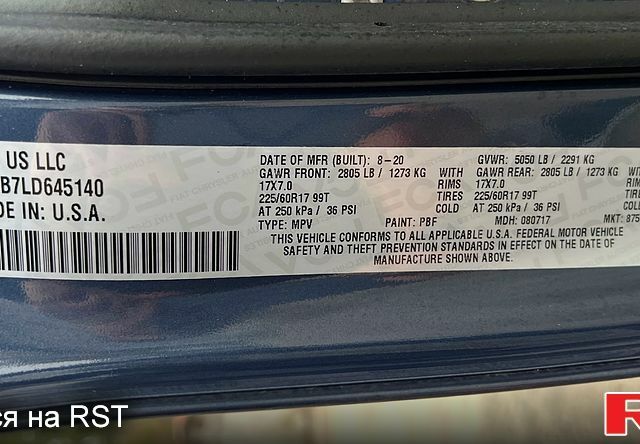 US LLC
B7LD645140
DE IN: U.S.A.
DATE OF MFR (BUILT): 8-20 GVWR: 5050 LB / 2291 KG
GAWR FRONT: 2805 LB / 1273 KG WITH GAWR REAR: 2805 LB / 1273 KG WITH
17X7.0 RIMS 17X7.0 RIMS
225/60R17 99T TIRES 225/60R17 99T TIRES
AT 250 kPa / 36 PSI COLD AT 250 kPa / 36 PSI COLD
TYPE: MPV PAINT: PBF MDH: 080717 MKT: 875
THIS VEHICLE CONFORMS TO ALL APPLICABLE U.S.A. FEDERAL MOTOR VEHICLE
SAFETY AND THEFT PREVENTION STANDARDS IN EFFECT ON THE DATE OF
MANUFACTURE SHOWN ABOVE.
ся на RST